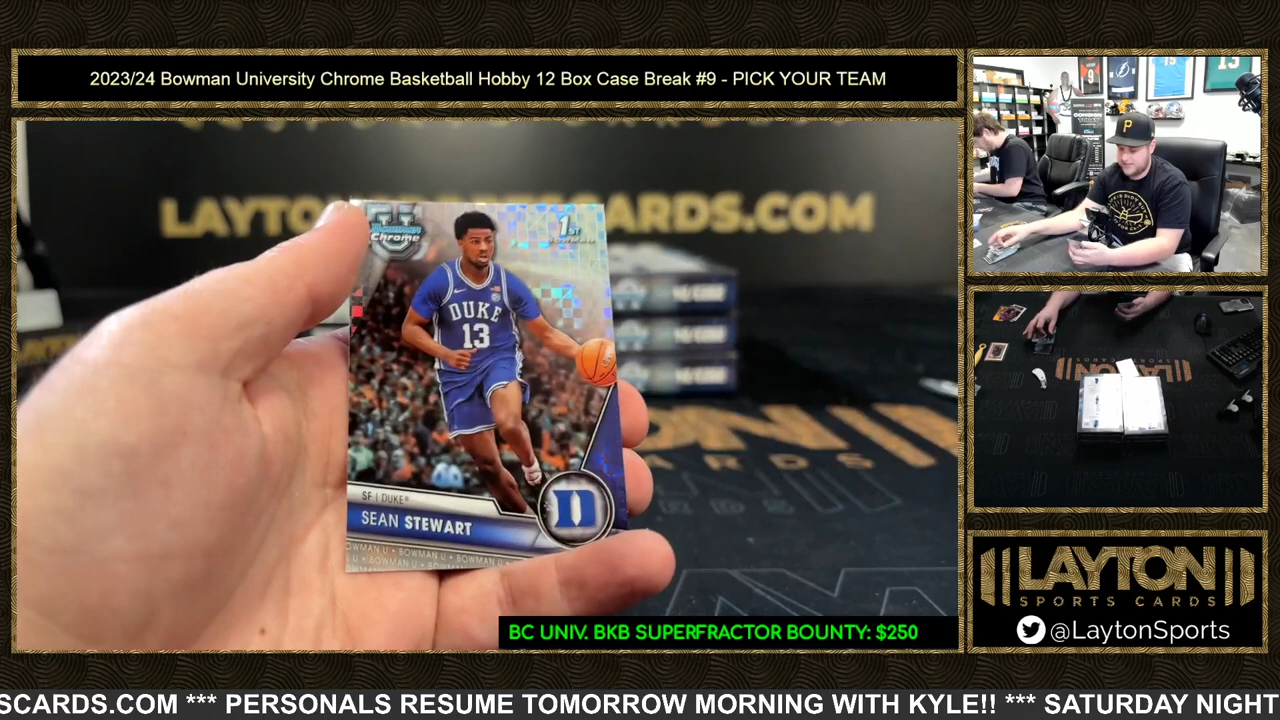 2023/24 Bowman University Chrome Basketball Hobby 12 Box Case Break #9 - PICK YOUR TEAM
Chrome
1ST
DUKE
13
SF | DUKE
SEAN STEWART
D
BOWMAN U • BOWMAN U • BOWMAN U
BC UNIV. BKB SUPERFRACTOR BOUNTY: $250
P
LAYTON
SPORTS CARDS
@LaytonSports
SCARDS.COM *** PERSONALS RESUME TOMORROW MORNING WITH KYLE!! *** SATURDAY NIGHT